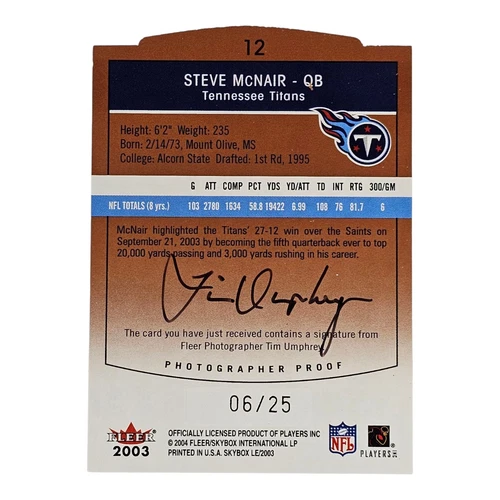 12
STEVE McNAIR - QB
Tennessee Titans
Height: 6'2" Weight: 235
Born: 2/14/73, Mount Olive, MS
College: Alcorn State Drafted: 1st Rd, 1995
G ATT COMP PCT YDS YD/ATT TD INT RTG 300/GM
NFL TOTALS (8 yrs.) 103 2780 1634 58.8 19422 6.99 108 76 81.7 6
McNair highlighted the Titans' 27-12 win over the Saints on
September 21, 2003 by becoming the fifth quarterback ever to top
20,000 yards passing and 3,000 yards rushing in his career.
Tim Umphrey
The card you have just received contains a signature from
Fleer Photographer Tim Umphrey.
PHOTOGRAPHER PROOF
06/25
FLEER
2003
OFFICIALLY LICENSED PRODUCT OF PLAYERS INC
© 2004 FLEER/SKYBOX INTERNATIONAL LP
PRINTED IN U.S.A. SKYBOX LE/2003
NFL
PLAYERS INC